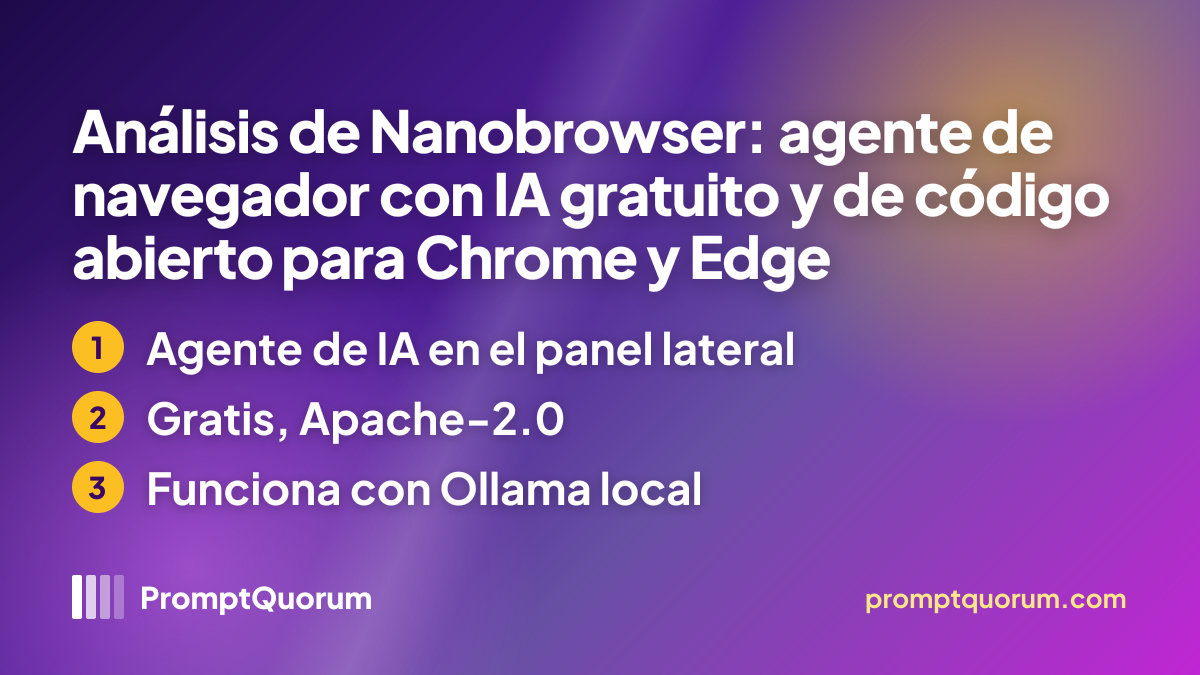 Análisis de Nanobrowser: agente de
navegador con IA gratuito y de código
abierto para Chrome y Edge
1 Agente de IA en el panel lateral
2 Gratis, Apache-2.0
3 Funciona con Ollama local
PromptQuorum
promptquorum.com